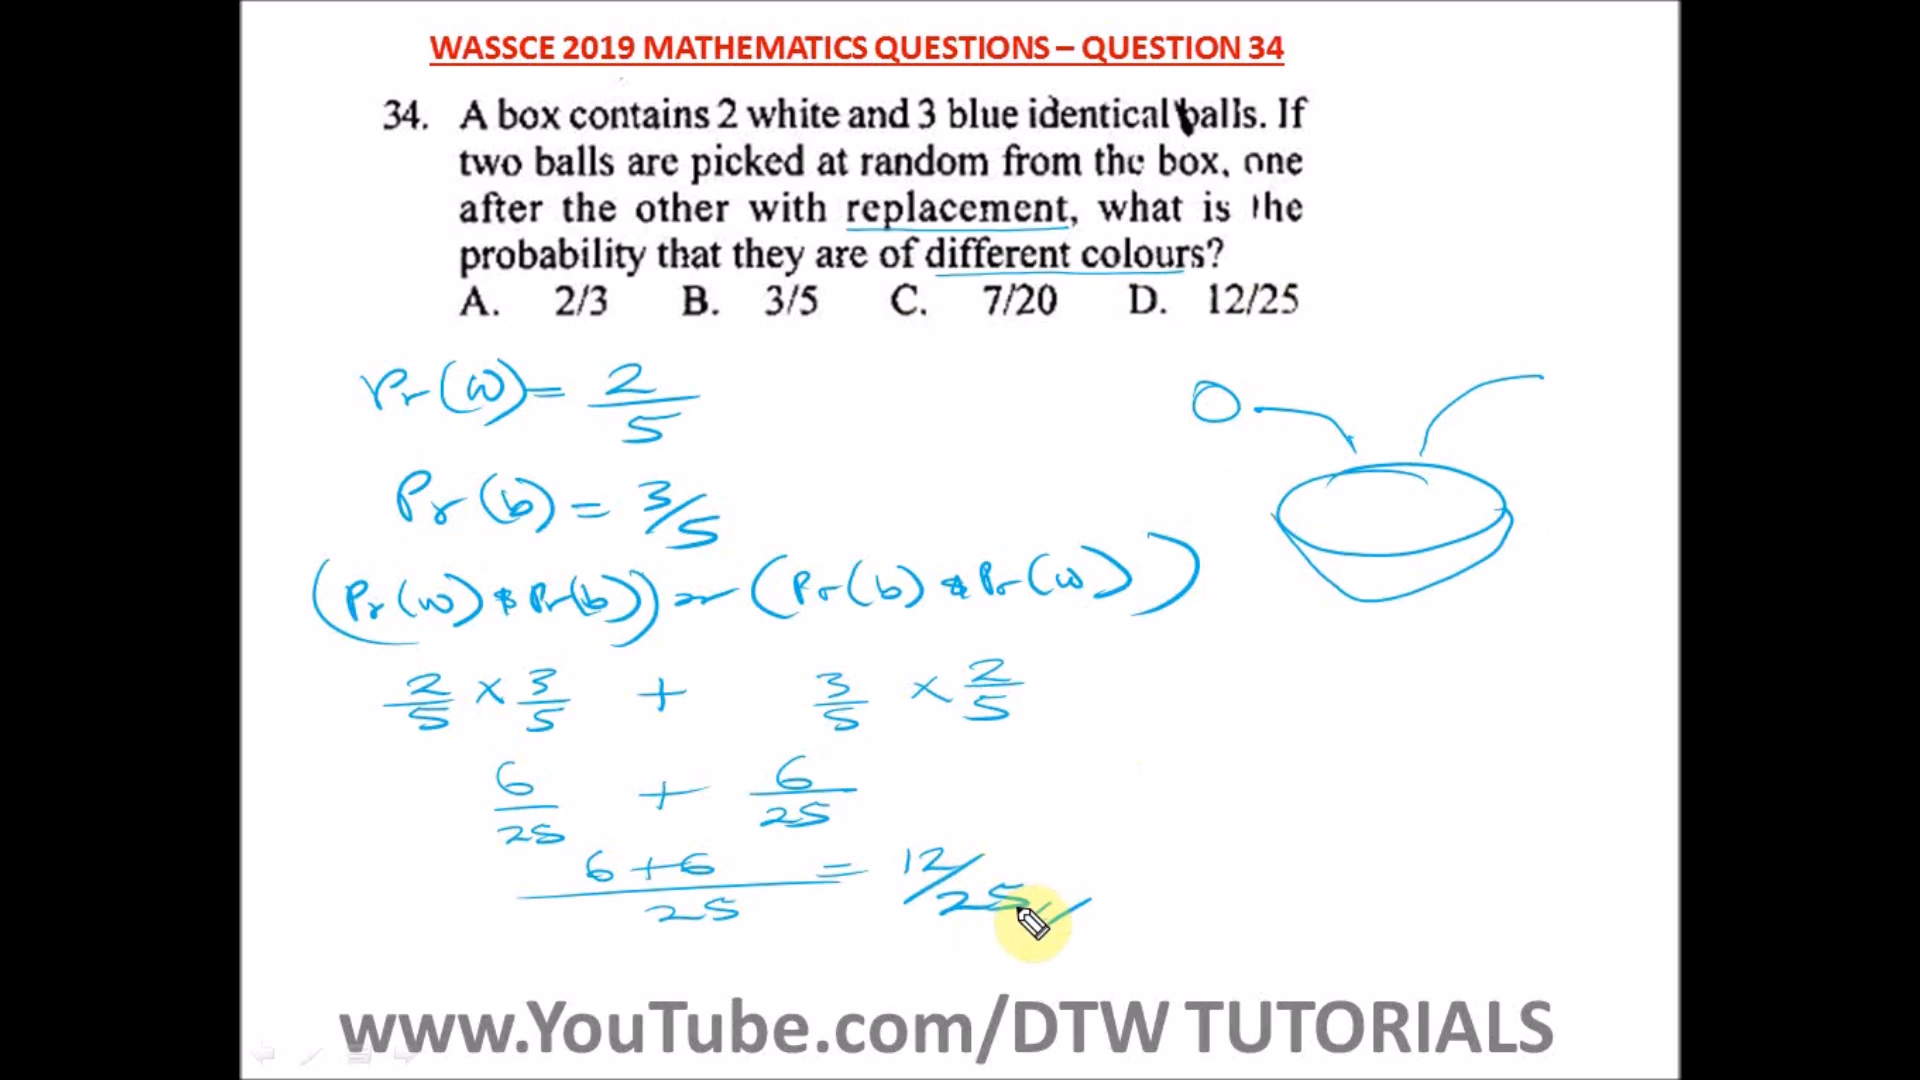 WASSCE 2019 MATHEMATICS QUESTIONS – QUESTION 34
34. A box contains 2 white and 3 blue identical balls. If
two balls are picked at random from the box, one
after the other with replacement, what is the
probability that they are of different colours?
A. 2/3 B. 3/5 C. 7/20 D. 12/25
Pr(w) = 2/5
Pr(b) = 3/5
(Pr(w) & Pr(b)) or (Pr(b) & Pr(w))
2/5 × 3/5 + 3/5 × 2/5
6/25 + 6/25
6+6/25 = 12/25
www.YouTube.com/DTW TUTORIALS